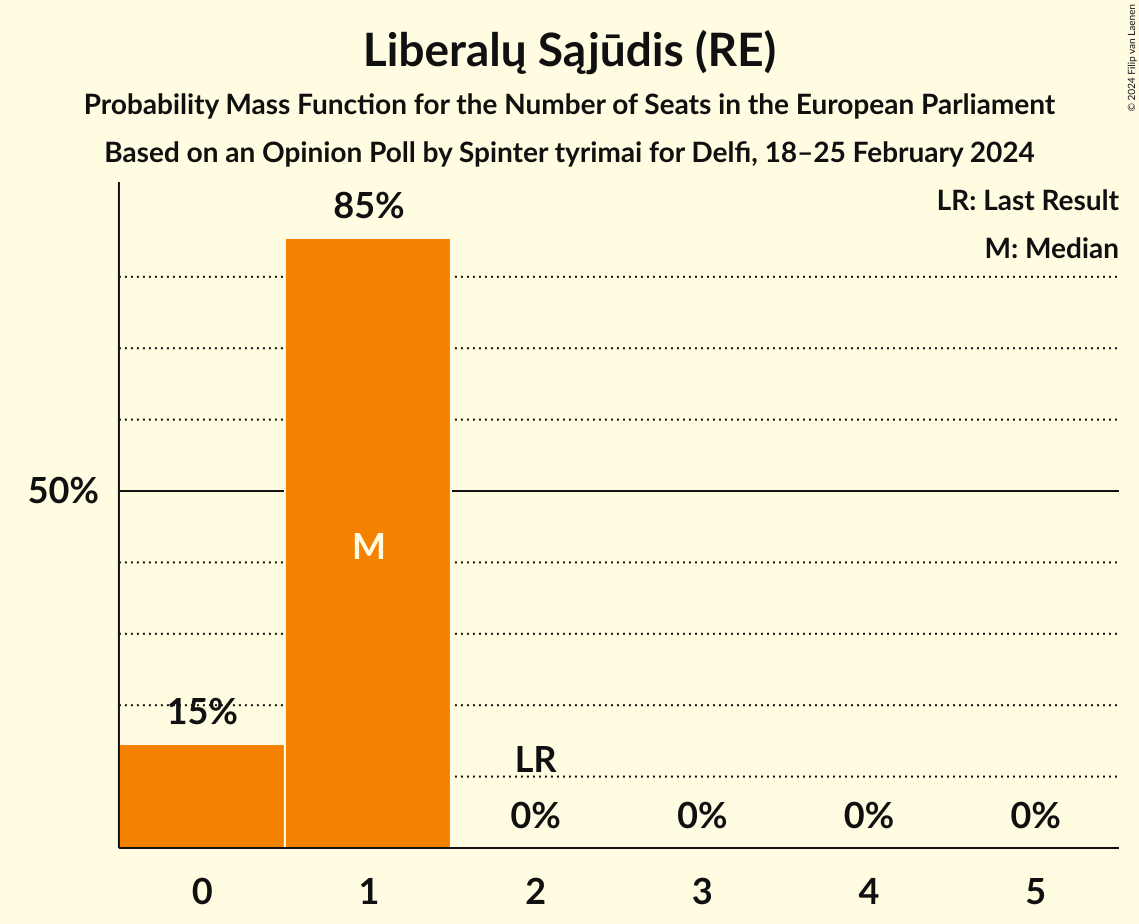 Liberalų Sąjūdis (RE)
Probability Mass Function for the Number of Seats in the European Parliament
Based on an Opinion Poll by Spinter tyrimai for Delfi, 18–25 February 2024
© 2024 Filip van Laenen
LR: Last Result
M: Median
85%
50%
M
15%
LR
0% 0% 0% 0%
0 1 2 3 4 5